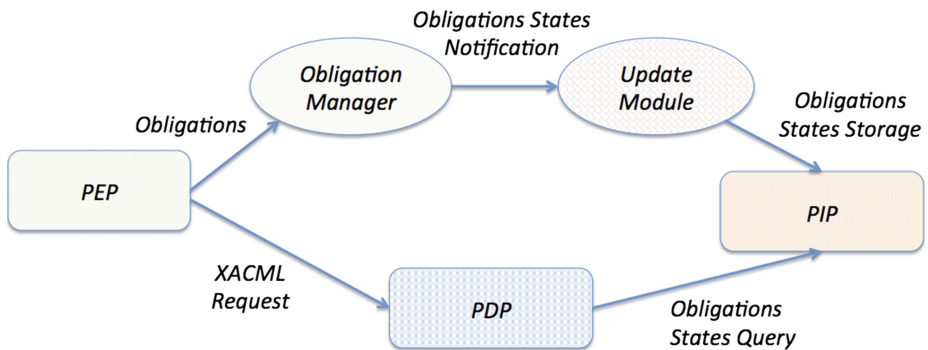 Obligations States
Notification
Obligation
Manager
Update
Module
Obligations
States Storage
Obligations
PEP
PIP
XACML
Request
PDP
Obligations
States Query